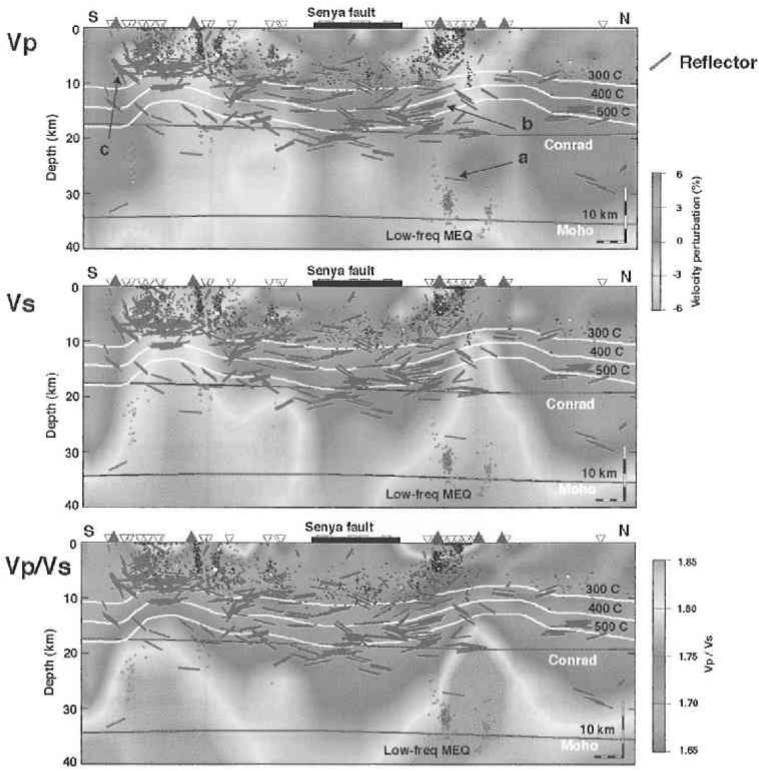 S
Senya fault
N
Vp
0
10
20
30
40
Depth (km)
300 C
400 C
500 C
c
b
a
Conrad
10 km
Moho
Low-freq MEQ
Reflector
6
3
0
-3
-6
Velocity perturbation (%)
S
Senya fault
N
Vs
0
10
20
30
40
Depth (km)
300 C
400 C
500 C
Conrad
10 km
Moho
Low-freq MEQ
S
Senya fault
N
Vp/Vs
0
10
20
30
40
Depth (km)
300 C
400 C
500 C
Conrad
10 km
Moho
Low-freq MEQ
1.85
1.80
1.75
1.70
1.65
Vp / Vs